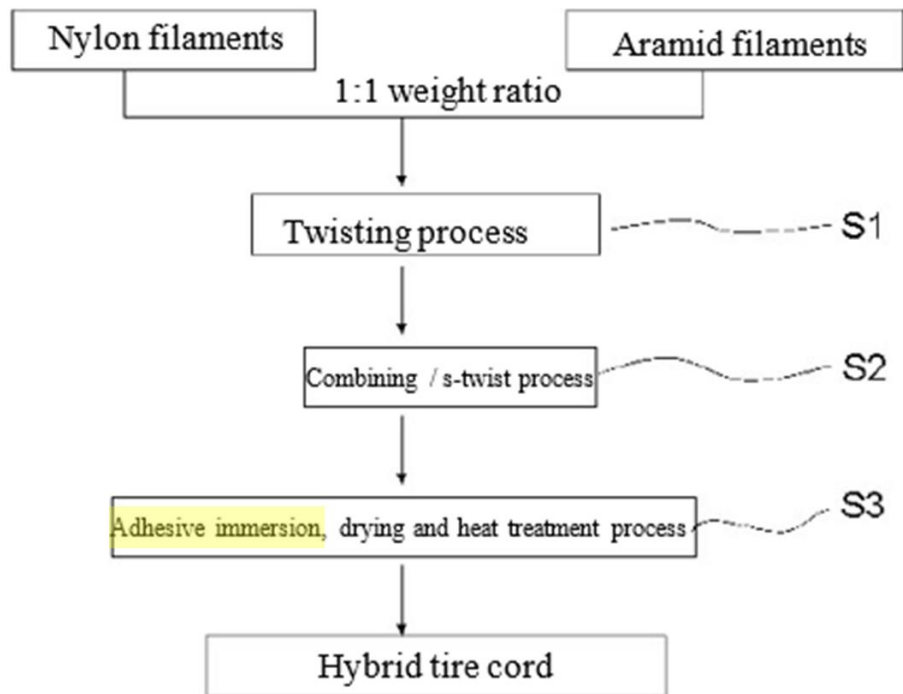 Nylon filaments
Aramid filaments
1:1 weight ratio
Twisting process
S1
Combining / s-twist process
S2
Adhesive immersion, drying and heat treatment process
S3
Hybrid tire cord